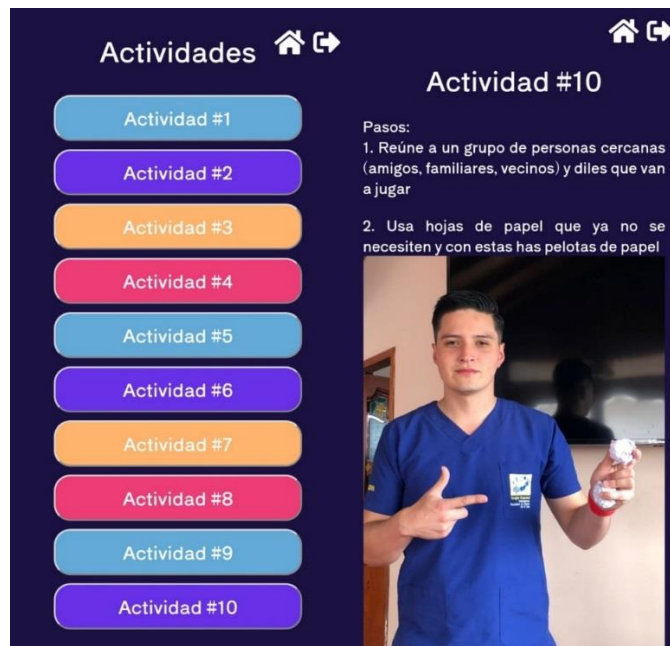 Actividades
Actividad #1
Actividad #2
Actividad #3
Actividad #4
Actividad #5
Actividad #6
Actividad #7
Actividad #8
Actividad #9
Actividad #10
Actividad #10
Pasos:
1. Reúne a un grupo de personas cercanas
(amigos, familiares, vecinos) y diles que van
a jugar
2. Usa hojas de papel que ya no se
necesiten y con estas has pelotas de papel